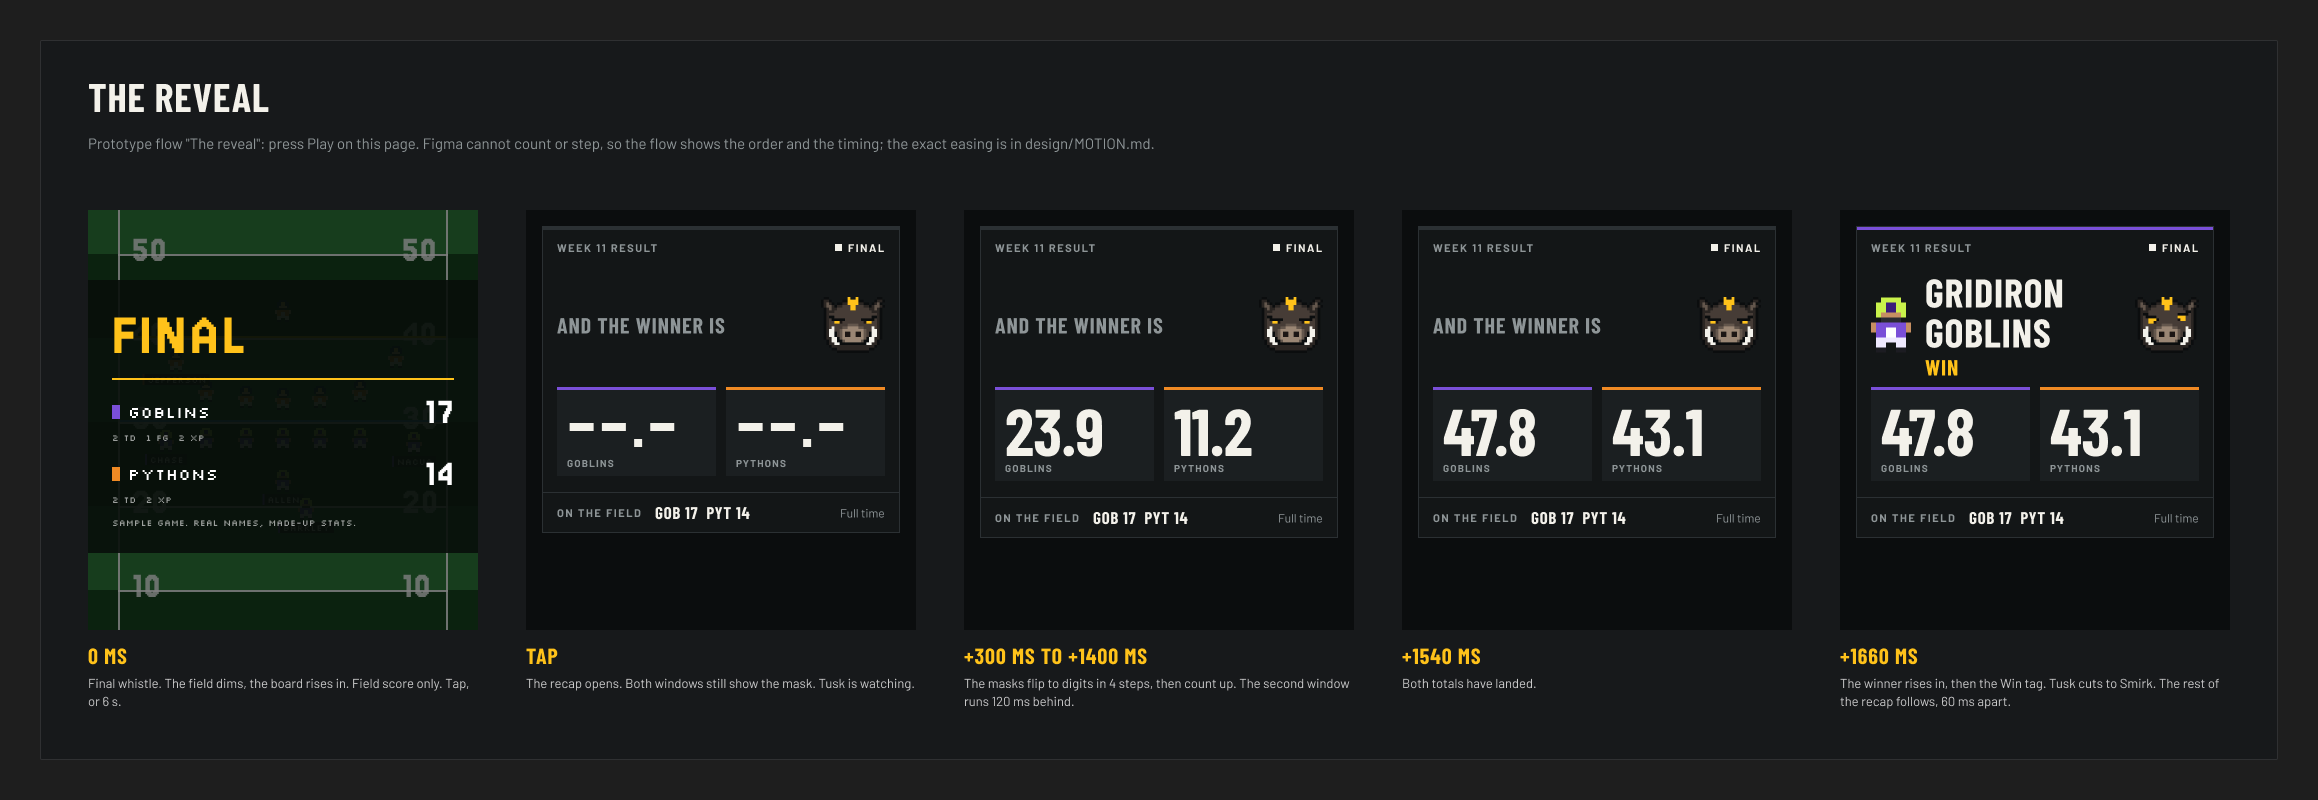 THE REVEAL
Prototype flow "The reveal": press Play on this page. Figma cannot count or step, so the flow shows the order and the timing; the exact easing is in design/MOTION.md.
50 50
FINAL
40
GOBLINS 17
2 TD 1 FG 2 XP
PYTHONS 14
2 TD 2 XP
20 20
SAMPLE GAME. REAL NAMES, MADE-UP STATS.
10 10
0 MS
Final whistle. The field dims, the board rises in. Field score only. Tap,
or 6 s.
WEEK 11 RESULT FINAL
AND THE WINNER IS
--.- --.-
GOBLINS PYTHONS
ON THE FIELD GOB 17 PYT 14 Full time
TAP
The recap opens. Both windows still show the mask. Tusk is watching.
WEEK 11 RESULT FINAL
AND THE WINNER IS
23.9 11.2
GOBLINS PYTHONS
ON THE FIELD GOB 17 PYT 14 Full time
+300 MS TO +1400 MS
The masks flip to digits in 4 steps, then count up. The second window
runs 120 ms behind.
WEEK 11 RESULT FINAL
AND THE WINNER IS
47.8 43.1
GOBLINS PYTHONS
ON THE FIELD GOB 17 PYT 14 Full time
+1540 MS
Both totals have landed.
WEEK 11 RESULT FINAL
GRIDIRON
GOBLINS
WIN
47.8 43.1
GOBLINS PYTHONS
ON THE FIELD GOB 17 PYT 14 Full time
+1660 MS
The winner rises in, then the Win tag. Tusk cuts to Smirk. The rest of
the recap follows, 60 ms apart.